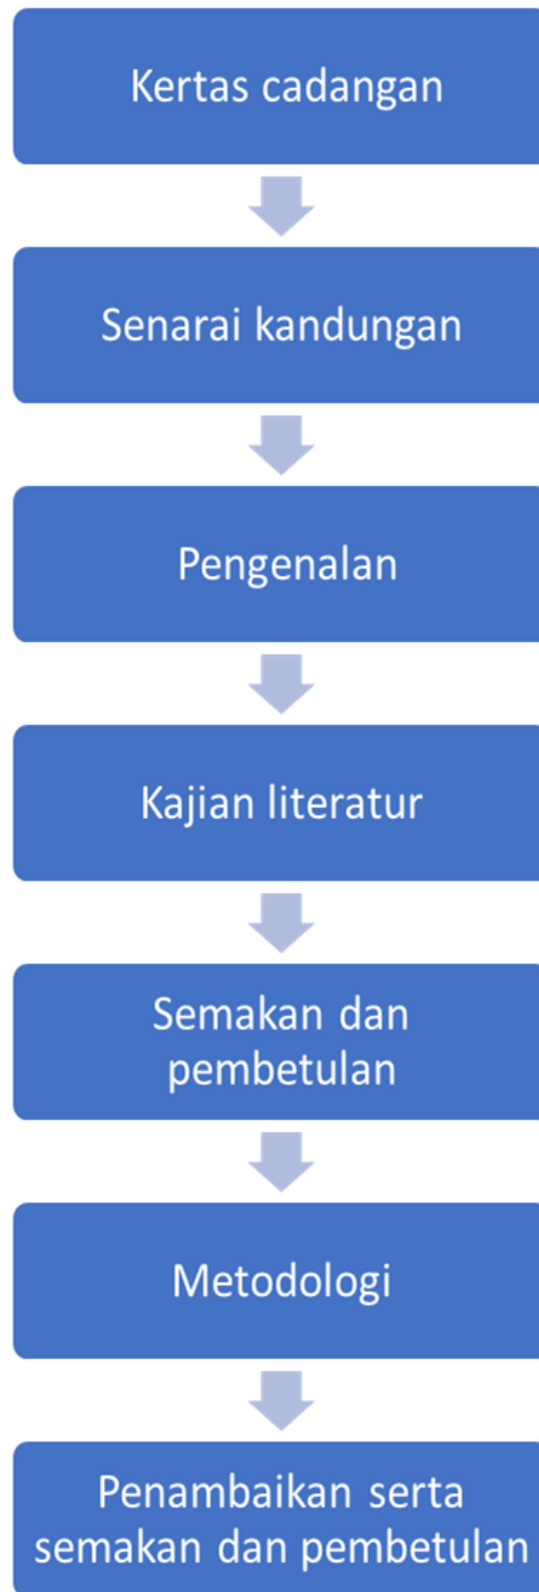 Kertas cadangan
Senarai kandungan
Pengenalan
Kajian literatur
Semakan dan
pembetulan
Metodologi
Penambaikan serta
semakan dan pembetulan